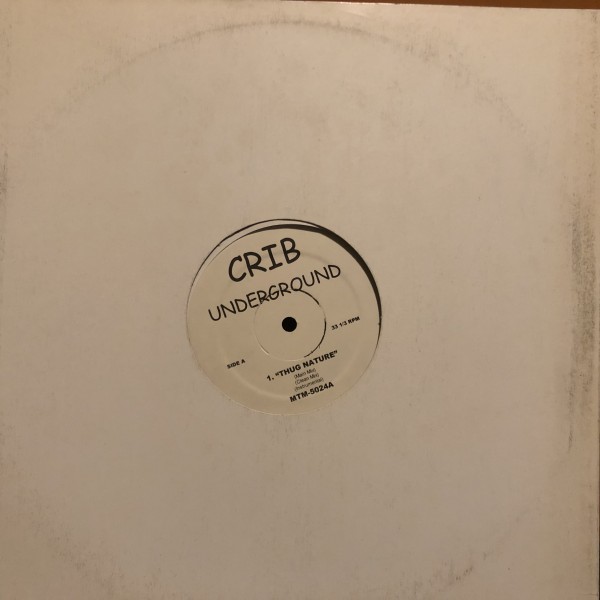 CRIB
UNDERGROUND
33 1/3 RPM
SIDE A
1. "THUG NATURE"
(Main Mix)
(Clean Mix)
(Instrumental)
MTM-5024A